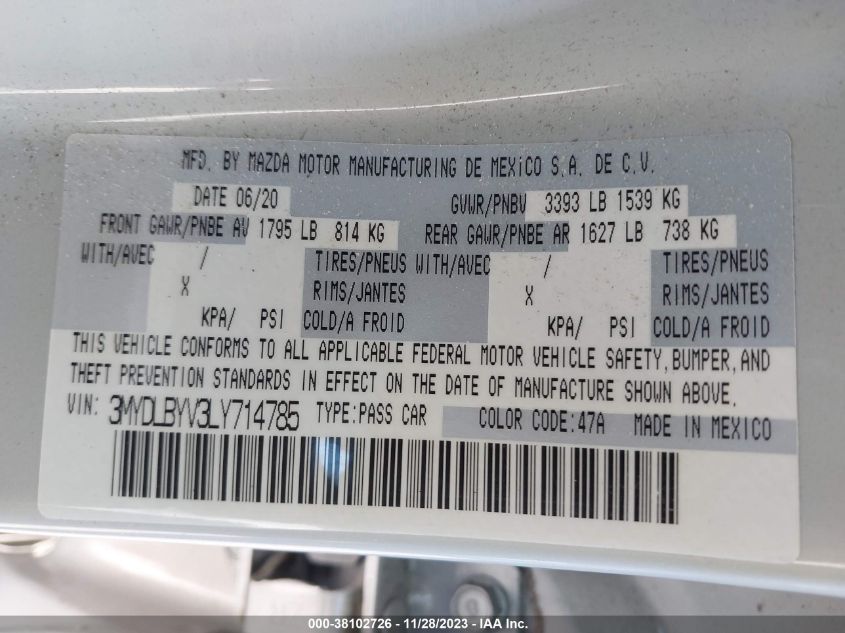 MFD. BY MAZDA MOTOR MANUFACTURING DE MEXiCO S.A. DE C.V.
DATE 06/20 GVWR/PNBV 3393 LB 1539 KG
FRONT GAWR/PNBE AV 1795 LB 814 KG REAR GAWR/PNBE AR 1627 LB 738 KG
WITH/AVEC / TIRES/PNEUS WITH/AVEC / TIRES/PNEUS
X RIMS/JANTES X RIMS/JANTES
KPA/ PSI COLD/A FROID KPA/ PSI COLD/A FROID
THIS VEHICLE CONFORMS TO ALL APPLICABLE FEDERAL MOTOR VEHICLE SAFETY, BUMPER, AND
THEFT PREVENTION STANDARDS IN EFFECT ON THE DATE OF MANUFACTURE SHOWN ABOVE.
VIN: 3MYDLBYV3LY714785 TYPE:PASS CAR COLOR CODE:47A MADE IN MEXICO
000-38102726 - 11/28/2023 - IAA Inc.